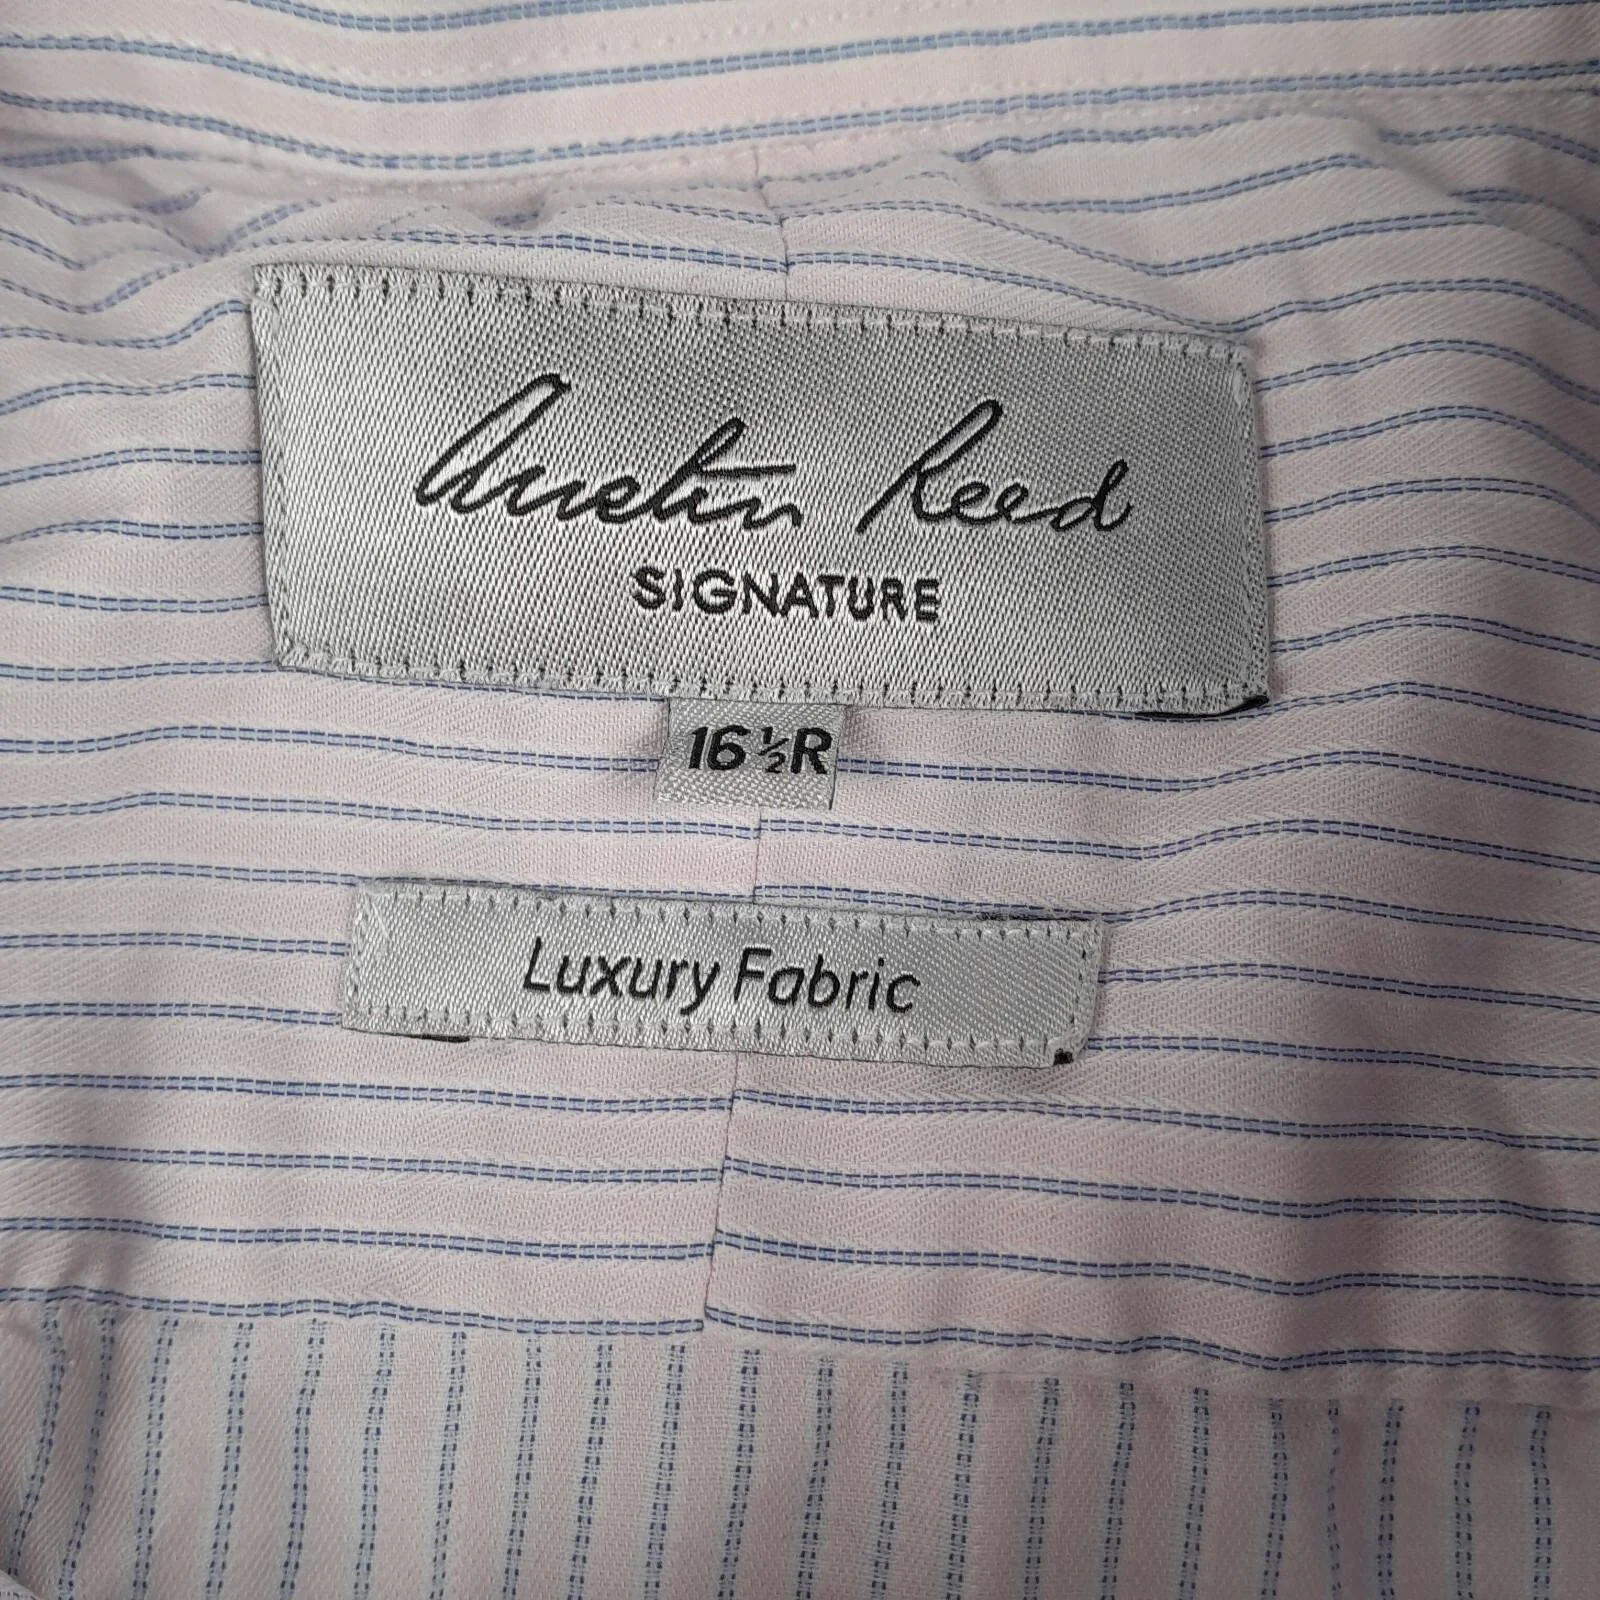 Austin Reed
SIGNATURE
16½R
Luxury Fabric